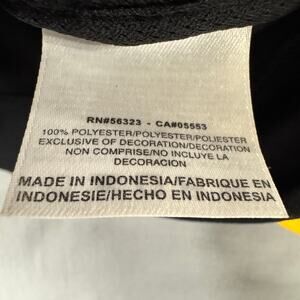 RN#56323 - CA#05553
100% POLYESTER/POLYESTER/POLIESTER
EXCLUSIVE OF DECORATION/DECORATION
NON COMPRISE/NO INCLUYE LA
DECORACION
MADE IN INDONESIA/FABRIQUE EN
INDONESIE/HECHO EN INDONESIA